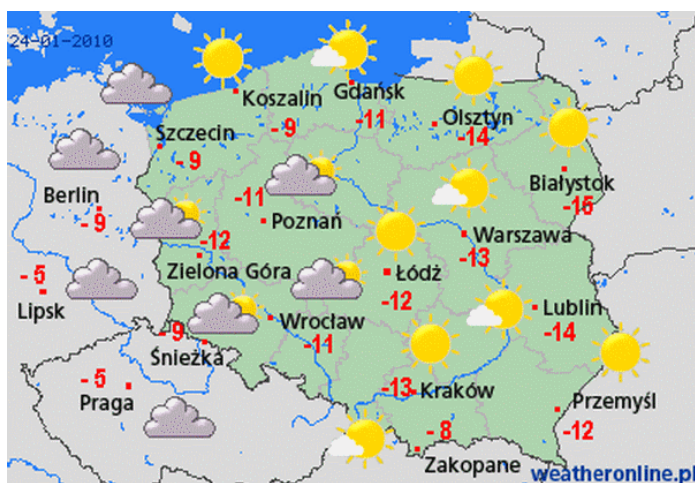 24-01-2010
Koszalin
- 9
Gdańsk
-11
Olsztyn
-14
Szczecin
- 9
Białystok
-15
Berlin
- 9
-11
Poznań
Warszawa
-13
-12
Zielona Góra
- 5
Lipsk
Łódź
-12
Lublin
-14
- 9
Śnieżka
Wrocław
-11
- 5
Praga
-13
Kraków
Przemyśl
-12
- 8
Zakopane
weatheronline.pl